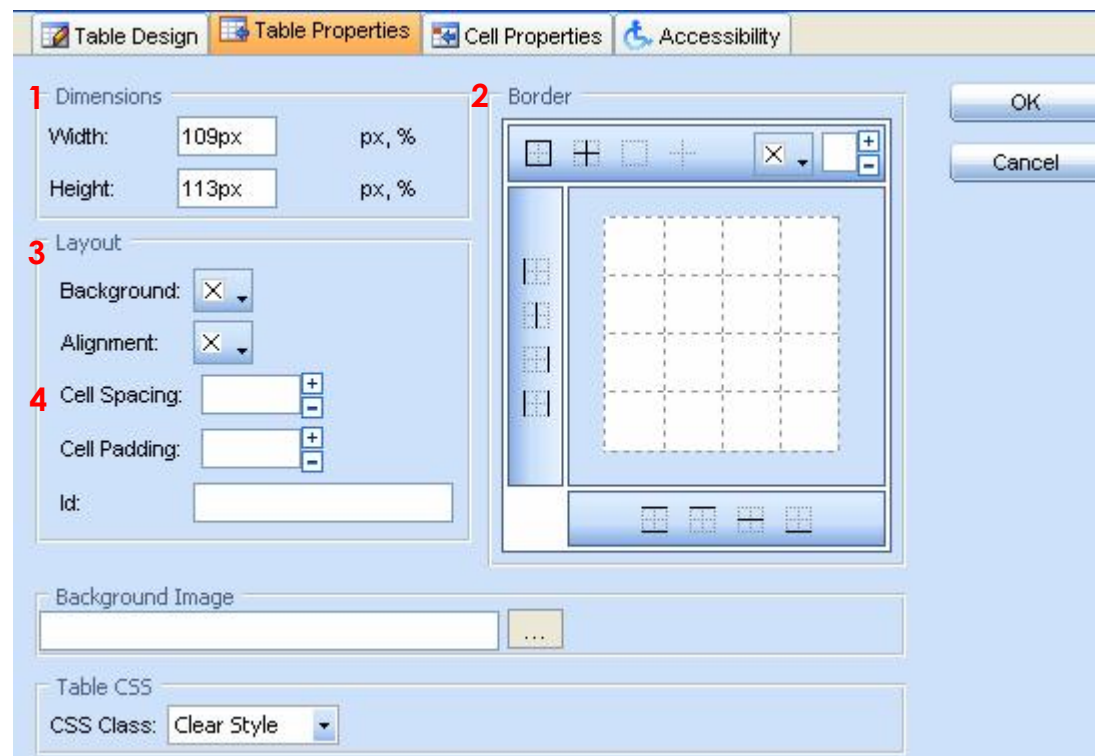 Table Design Table Properties Cell Properties Accessibility
1 Dimensions
Width: 109px px, %
Height: 113px px, %
2 Border
OK
Cancel
3 Layout
Background:
Alignment:
4 Cell Spacing: + -
Cell Padding: + -
Id:
+ -
Background Image
...
Table CSS
CSS Class: Clear Style